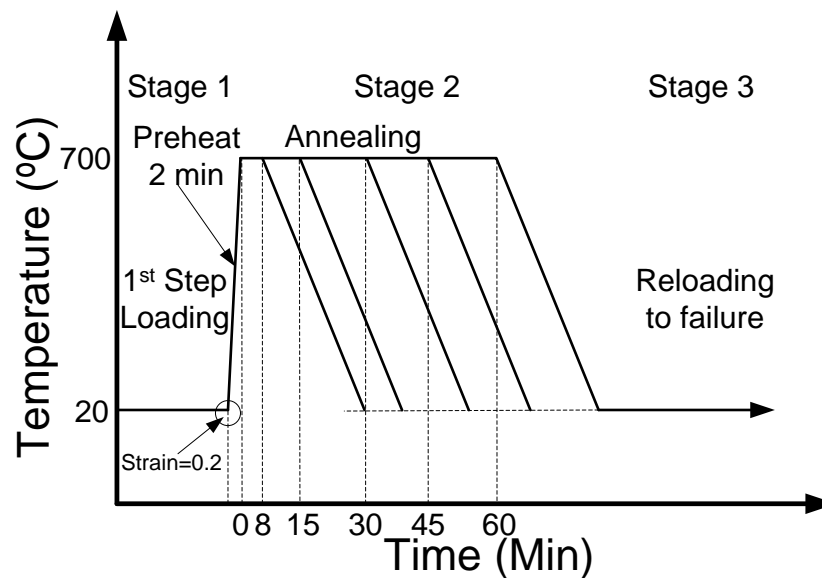 Stage 1
Stage 2
Stage 3
Preheat
2 min
Annealing
700
1st Step
Loading
Reloading
to failure
20
Strain=0.2
Temperature (ºC)
0 8 15 30 45 60
Time (Min)